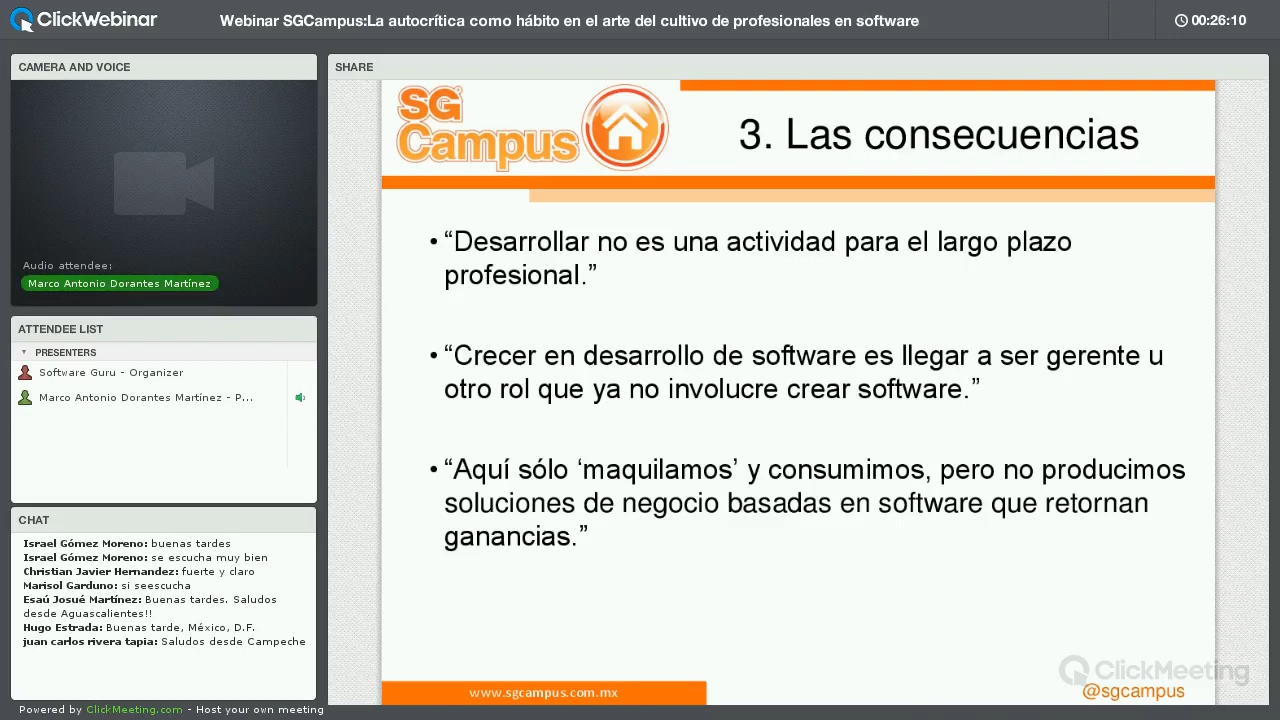 ClickWebinar
Webinar SGCampus:La autocrítica como hábito en el arte del cultivo de profesionales en software
00:26:10
CAMERA AND VOICE
Audio attendee:
Marco Antonio Dorantes Martínez
ATTENDEE LIST
PRESENTERS
Software Guru - Organizer
Marco Antonio Dorantes Martínez - P...
CHAT
Israel Gómez Moreno: buenas tardes
Israel Gómez Moreno: se escucha muy bien
Christian Javier Hernandez: fuerte y claro
Marisol Garduno: si seescucha
Esaú Josué Martínez: Buenas tardes. Saludos
desde Aguascalientes!!
Hugo Estrada: Buenas tarde, México, D.F.
juan carlos rivera tapia: Saludos desde Campeche
Powered by ClickMeeting.com - Host your own meeting
SHARE
SG
Campus
3. Las consecuencias
• “Desarrollar no es una actividad para el largo plazo
profesional.”
• “Crecer en desarrollo de software es llegar a ser gerente u
otro rol que ya no involucre crear software.”
• “Aquí sólo ‘maquilamos’ y consumimos, pero no producimos
soluciones de negocio basadas en software que retornan
ganancias.”
ClickMeeting
www.sgcampus.com.mx
@sgcampus